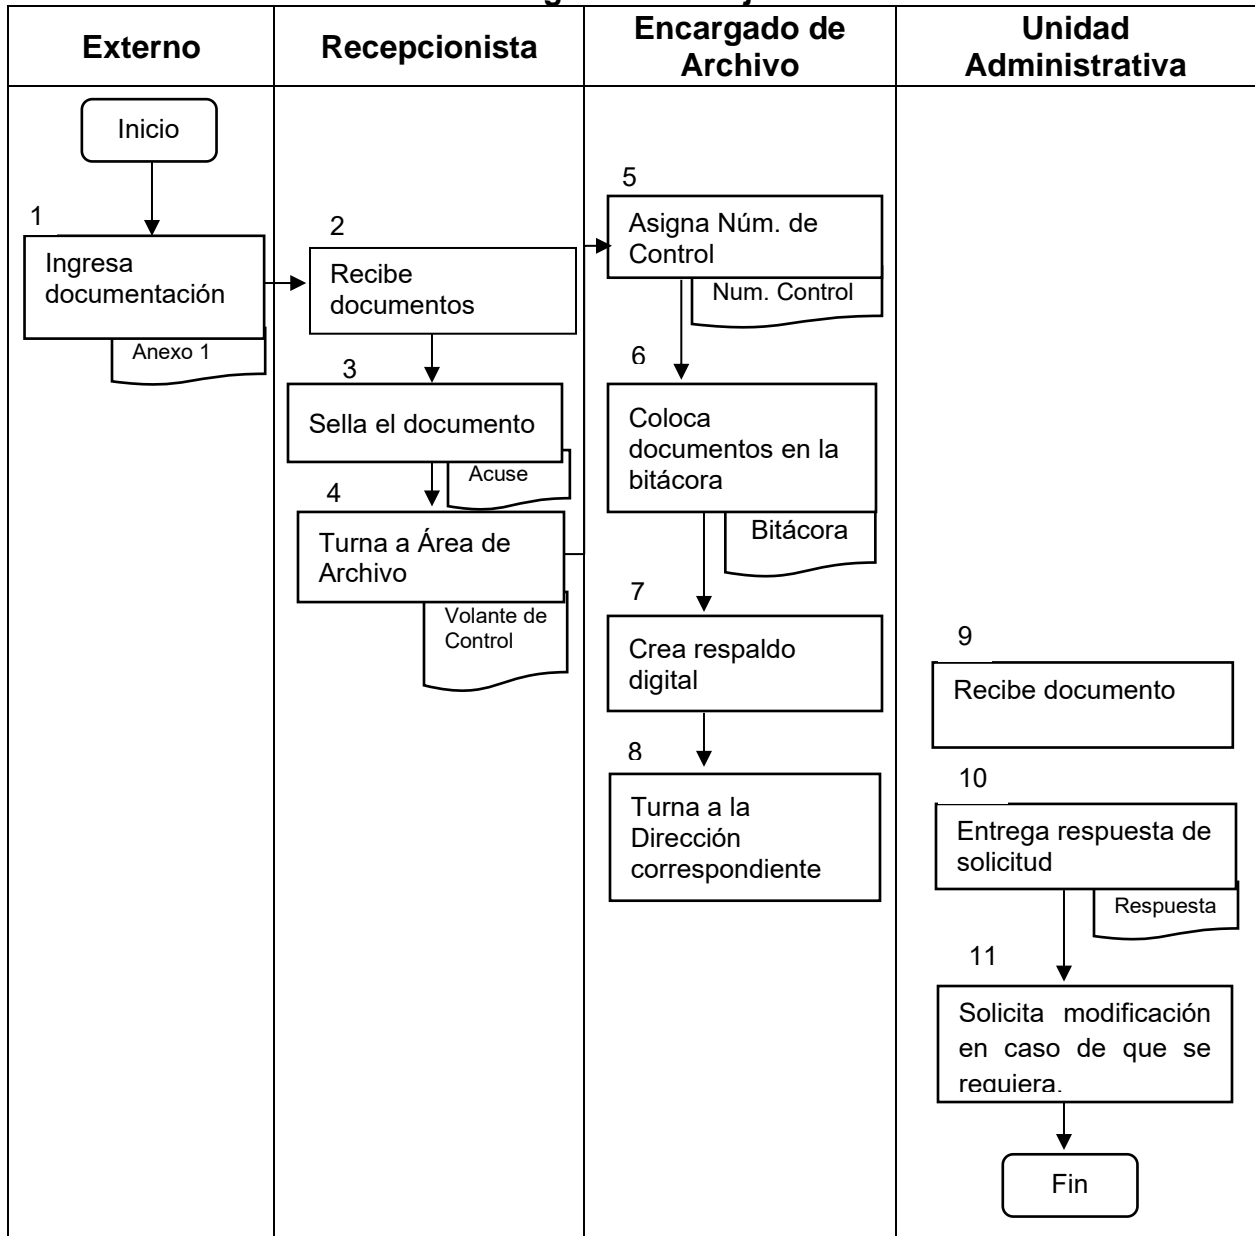 Externo
Recepcionista
Encargado de
Archivo
Unidad
Administrativa
Inicio
1
Ingresa
documentación
Anexo 1
2
Recibe
documentos
3
Sella el documento
Acuse
4
Turna a Área de
Archivo
Volante de
Control
5
Asigna Núm. de
Control
Num. Control
6
Coloca
documentos en la
bitácora
Bitácora
7
Crea respaldo
digital
8
Turna a la
Dirección
correspondiente
9
Recibe documento
10
Entrega respuesta de
solicitud
Respuesta
11
Solicita modificación
en caso de que se
requiera.
Fin